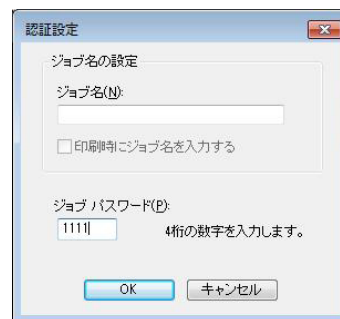 認証設定
ジョブ名の設定
ジョブ名(N):
印刷時にジョブ名を入力する
ジョブ パスワード(P):
1111 4桁の数字を入力します。
OK キャンセル